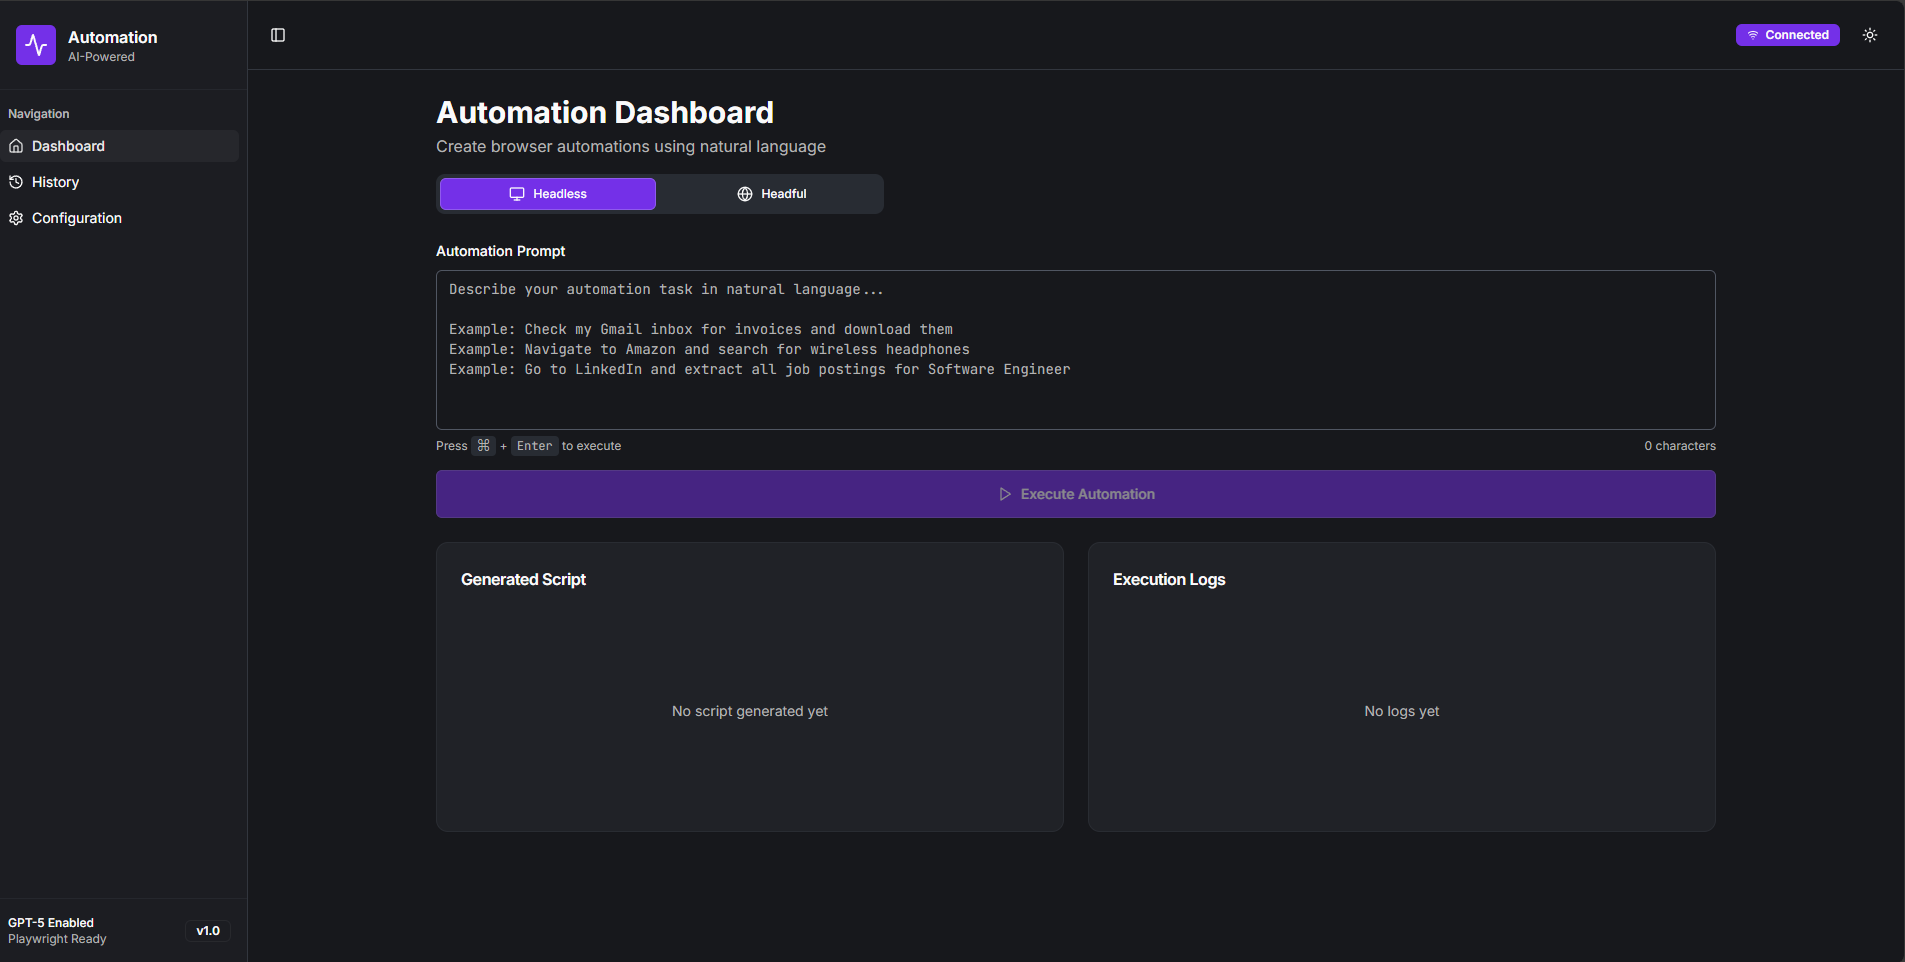 Automation
AI-Powered
Navigation
Dashboard
History
Configuration
GPT-5 Enabled
Playwright Ready
v1.0
Connected
Automation Dashboard
Create browser automations using natural language
Headless
Headful
Automation Prompt
Describe your automation task in natural language...
Example: Check my Gmail inbox for invoices and download them
Example: Navigate to Amazon and search for wireless headphones
Example: Go to LinkedIn and extract all job postings for Software Engineer
Press ⌘ + Enter to execute
0 characters
Execute Automation
Generated Script
No script generated yet
Execution Logs
No logs yet